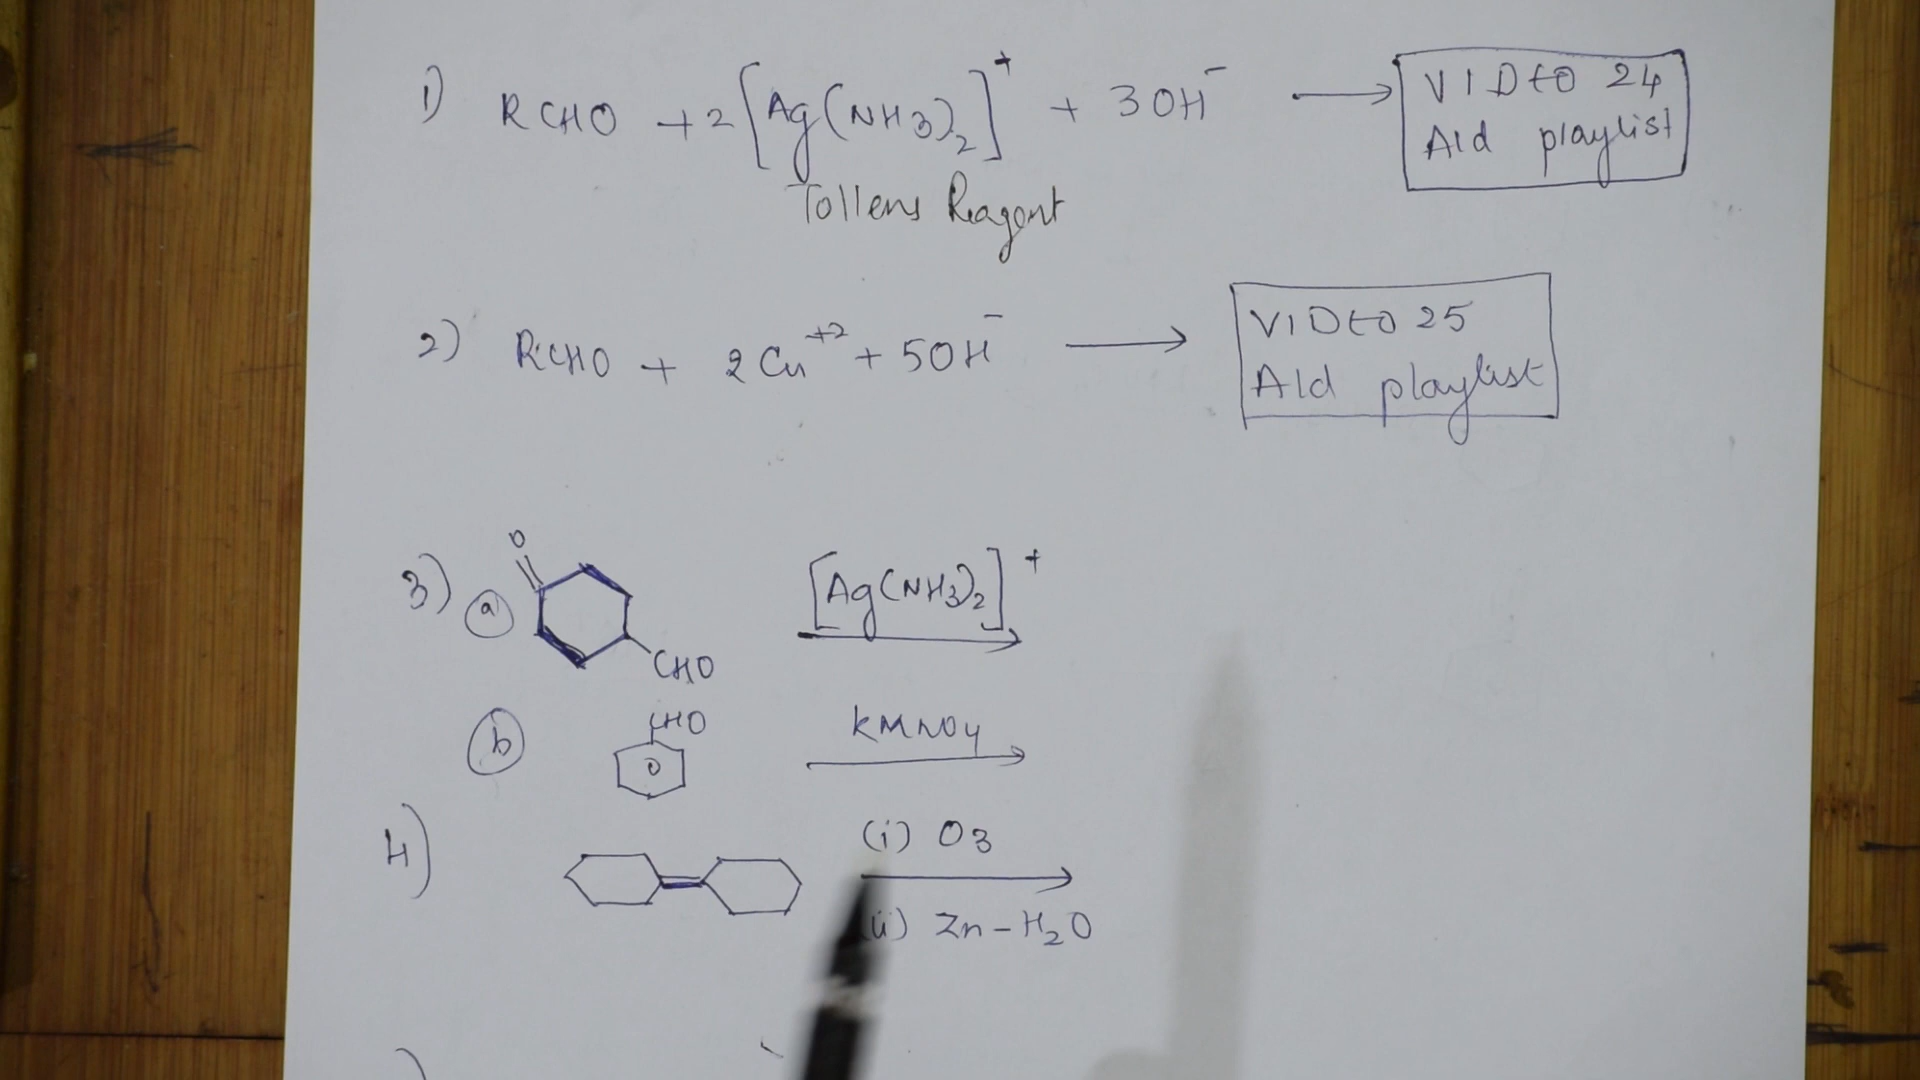 1) RCHO + 2[Ag(NH3)2]+ + 3OH- → VIDEO 24
Ald playlist
Tollens Reagent
2) RCHO + 2Cu+2 + 5OH- → VIDEO 25
Ald playlist
3) a O CHO [Ag(NH3)2]+
b CHO KMNO4
4) (i) O3
(ii) Zn-H2O